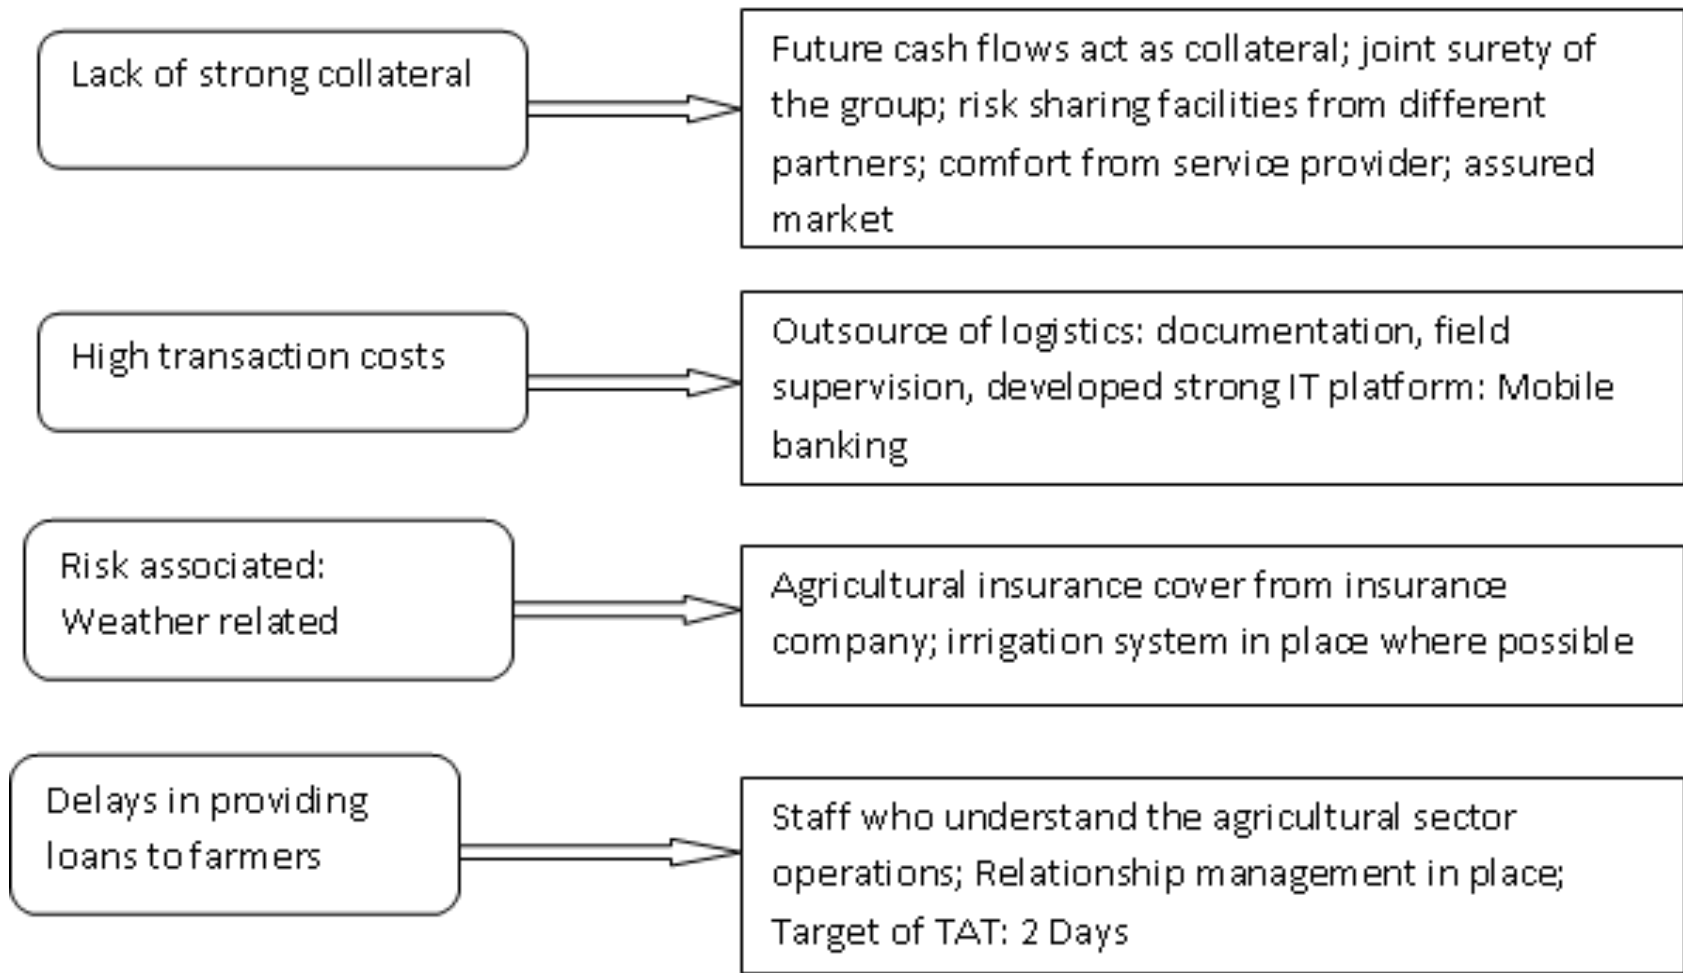 Lack of strong collateral
Future cash flows act as collateral; joint surety of
the group; risk sharing facilities from different
partners; comfort from service provider; assured
market
High transaction costs
Outsource of logistics: documentation, field
supervision, developed strong IT platform: Mobile
banking
Risk associated:
Weather related
Agricultural insurance cover from insurance
company; irrigation system in place where possible
Delays in providing
loans to farmers
Staff who understand the agricultural sector
operations; Relationship management in place;
Target of TAT: 2 Days